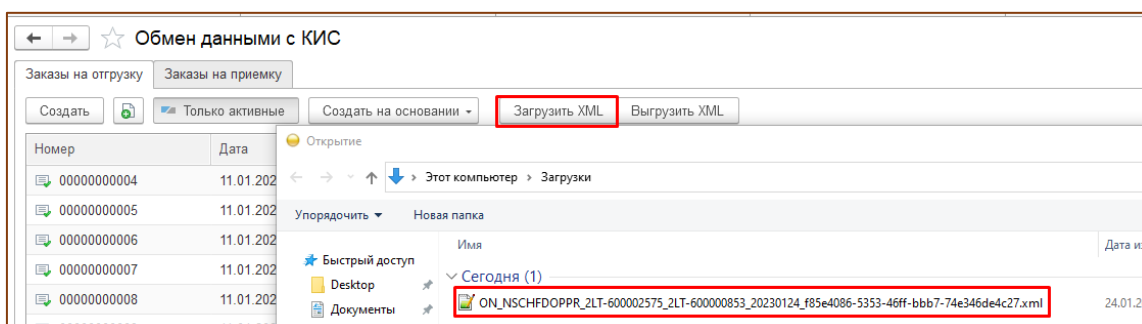 Обмен данными с КИС
Заказы на отгрузку Заказы на приемку
Создать Только активные Создать на основании Загрузить XML Выгрузить XML
Номер Дата
00000000004 11.01.202
00000000005 11.01.202
00000000006 11.01.202
00000000007 11.01.202
00000000008 11.01.202
Открытие
Этот компьютер > Загрузки
Упорядочить Новая папка
Имя Дата из
Быстрый доступ
Desktop
Документы
Сегодня (1)
ON_NSCHFDOPPR_2LT-600002575_2LT-600000853_20230124_f85e4086-5353-46ff-bbb7-74e346de4c27.xml 24.01.2